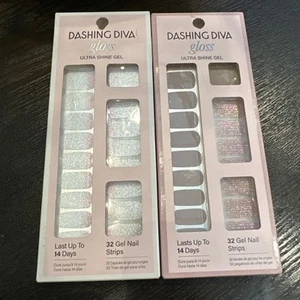 DASHING DIVA
gloss
ULTRA SHINE GEL
Lasts Up To
14 Days
32 Gel Nail
Strips
DASHING DIVA
gloss
ULTRA SHINE GEL
Lasts Up To
14 Days
32 Gel Nail
Strips